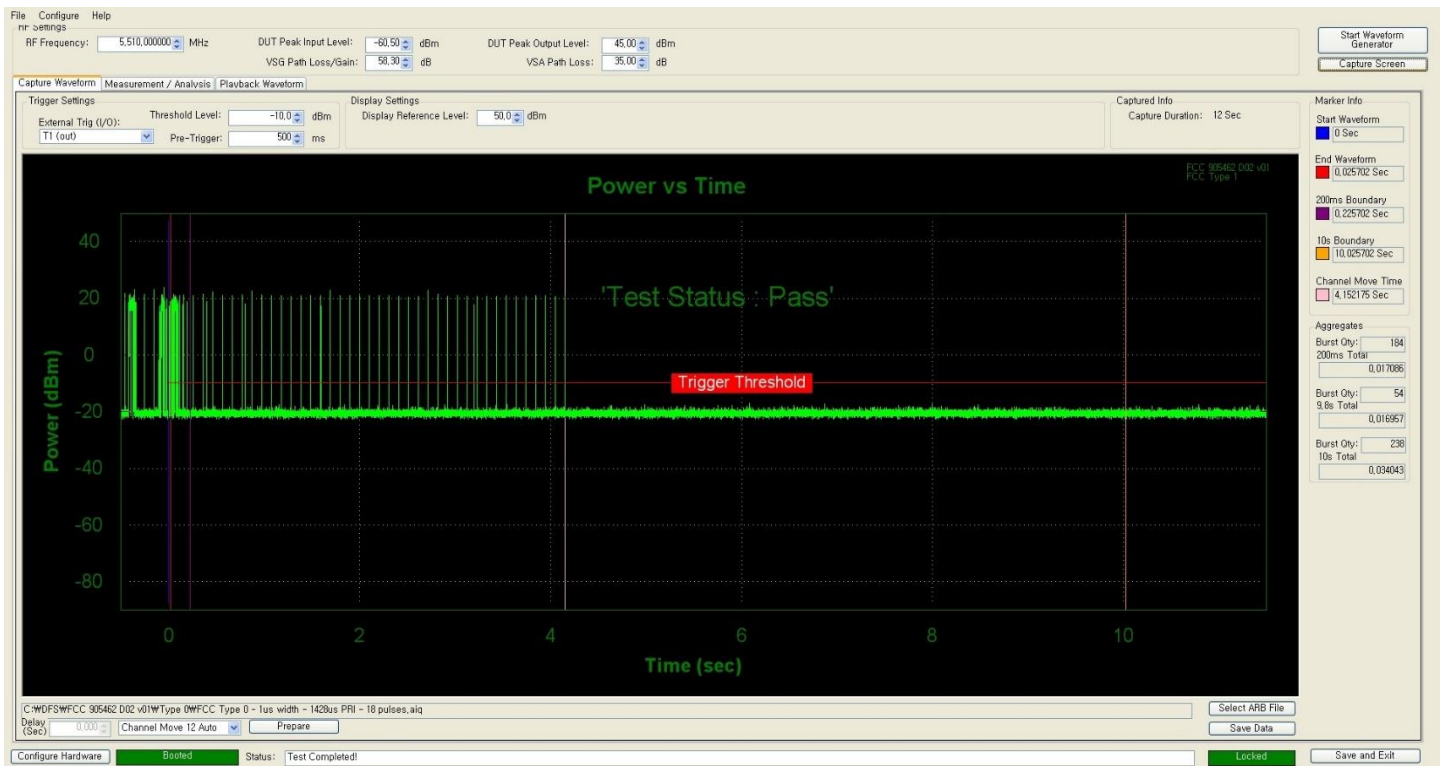 File Configure Help
RF Settings
RF Frequency: 5,510,000000 MHz DUT Peak Input Level: -60,50 dBm DUT Peak Output Level: 45,00 dBm
VSG Path Loss/Gain: 58,30 dB VSA Path Loss: 35,00 dB
Start Waveform Generator
Capture Screen
Capture Waveform Measurement / Analysis Playback Waveform
Trigger Settings
External Trig (I/O):
T1 (out)
Threshold Level: -10,0 dBm
Pre-Trigger: 500 ms
Display Settings
Display Reference Level: 50,0 dBm
Captured Info
Capture Duration: 12 Sec
Marker Info
Start Waveform
0 Sec
End Waveform
0,025702 Sec
200ms Boundary
0,225702 Sec
10s Boundary
10,025702 Sec
Channel Move Time
4,152175 Sec
Aggregates
Burst Qty: 184
200ms Total
0,017086
Burst Qty: 54
9,8s Total
0,016957
Burst Qty: 238
10s Total
0,034043
FCC 905462 D02 v01
FCC Type 1
Power vs Time
'Test Status : Pass'
Trigger Threshold
Power (dBm)
40
20
0
-20
-40
-60
-80
0 2 4 6 8 10
Time (sec)
C:₩DFS₩FCC 905462 D02 v01₩Type 0₩FCC Type 0 - 1us width - 1428us PRI - 18 pulses,aiq
Select ARB File
Delay (Sec) 0,000 Channel Move 12 Auto Prepare
Save Data
Configure Hardware Booted Status: Test Completed! Locked Save and Exit